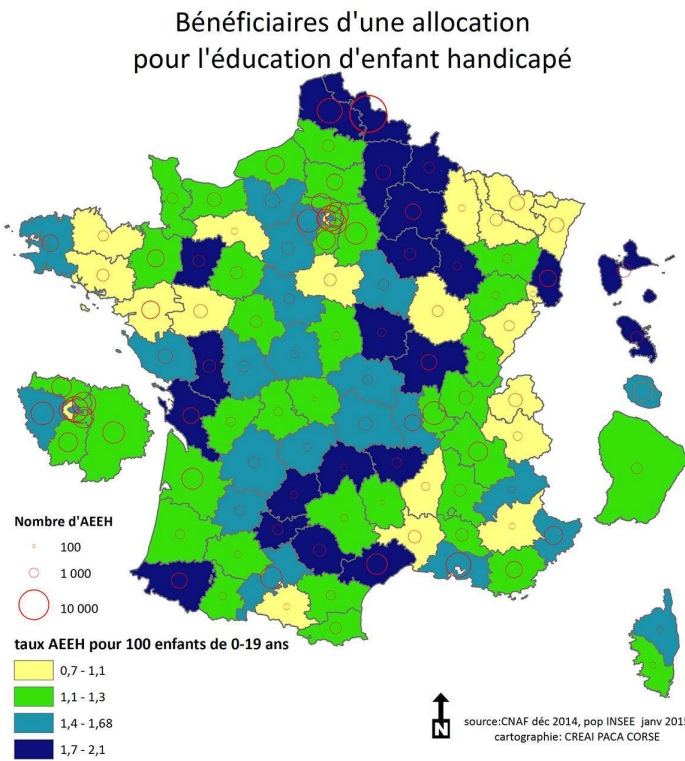 Bénéficiaires d'une allocation
pour l'éducation d'enfant handicapé
Nombre d'AEEH
100
1 000
10 000
taux AEEH pour 100 enfants de 0-19 ans
0,7 - 1,1
1,1 - 1,3
1,4 - 1,68
1,7 - 2,1
N
source:CNAF déc 2014, pop INSEE janv 2015
cartographie: CREAI PACA CORSE